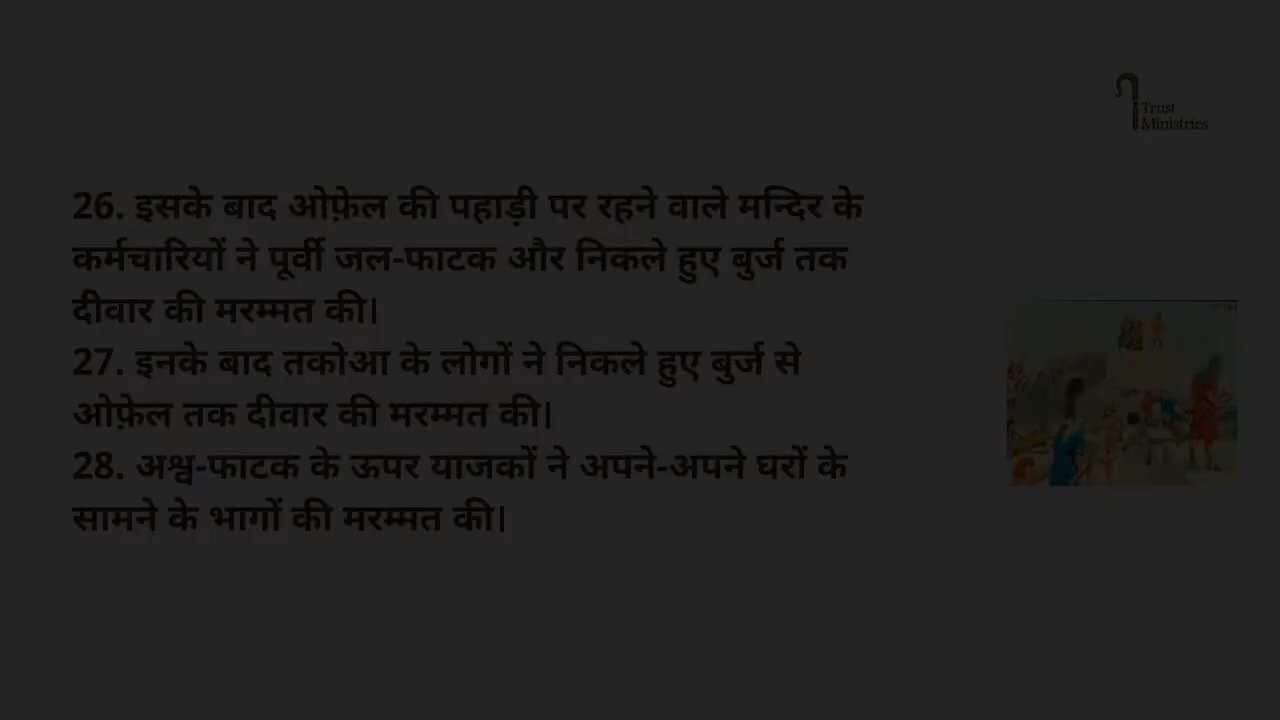 Trust
Ministries
26. इसके बाद ओफ़ेल की पहाड़ी पर रहने वाले मन्दिर के
कर्मचारियों ने पूर्वी जल-फाटक और निकले हुए बुर्ज तक
दीवार की मरम्मत की।
27. इनके बाद तकोआ के लोगों ने निकले हुए बुर्ज से
ओफ़ेल तक दीवार की मरम्मत की।
28. अश्व-फाटक के ऊपर याजकों ने अपने-अपने घरों के
सामने के भागों की मरम्मत की।